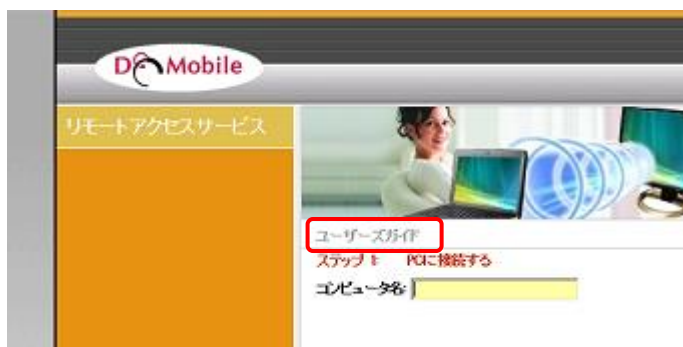 DoMobile
リモートアクセスサービス
ユーザーズガイド
ステップ 1: PCに接続する
コンピュータ名: